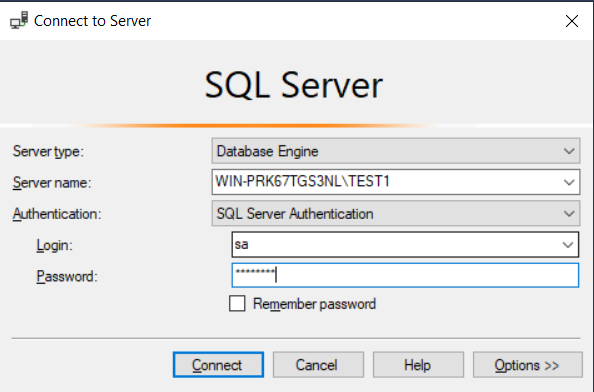 Connect to Server
SQL Server
Server type: Database Engine
Server name: WIN-PRK67TGS3NL\TEST1
Authentication: SQL Server Authentication
Login: sa
Password: ********
Remember password
Connect Cancel Help Options >>